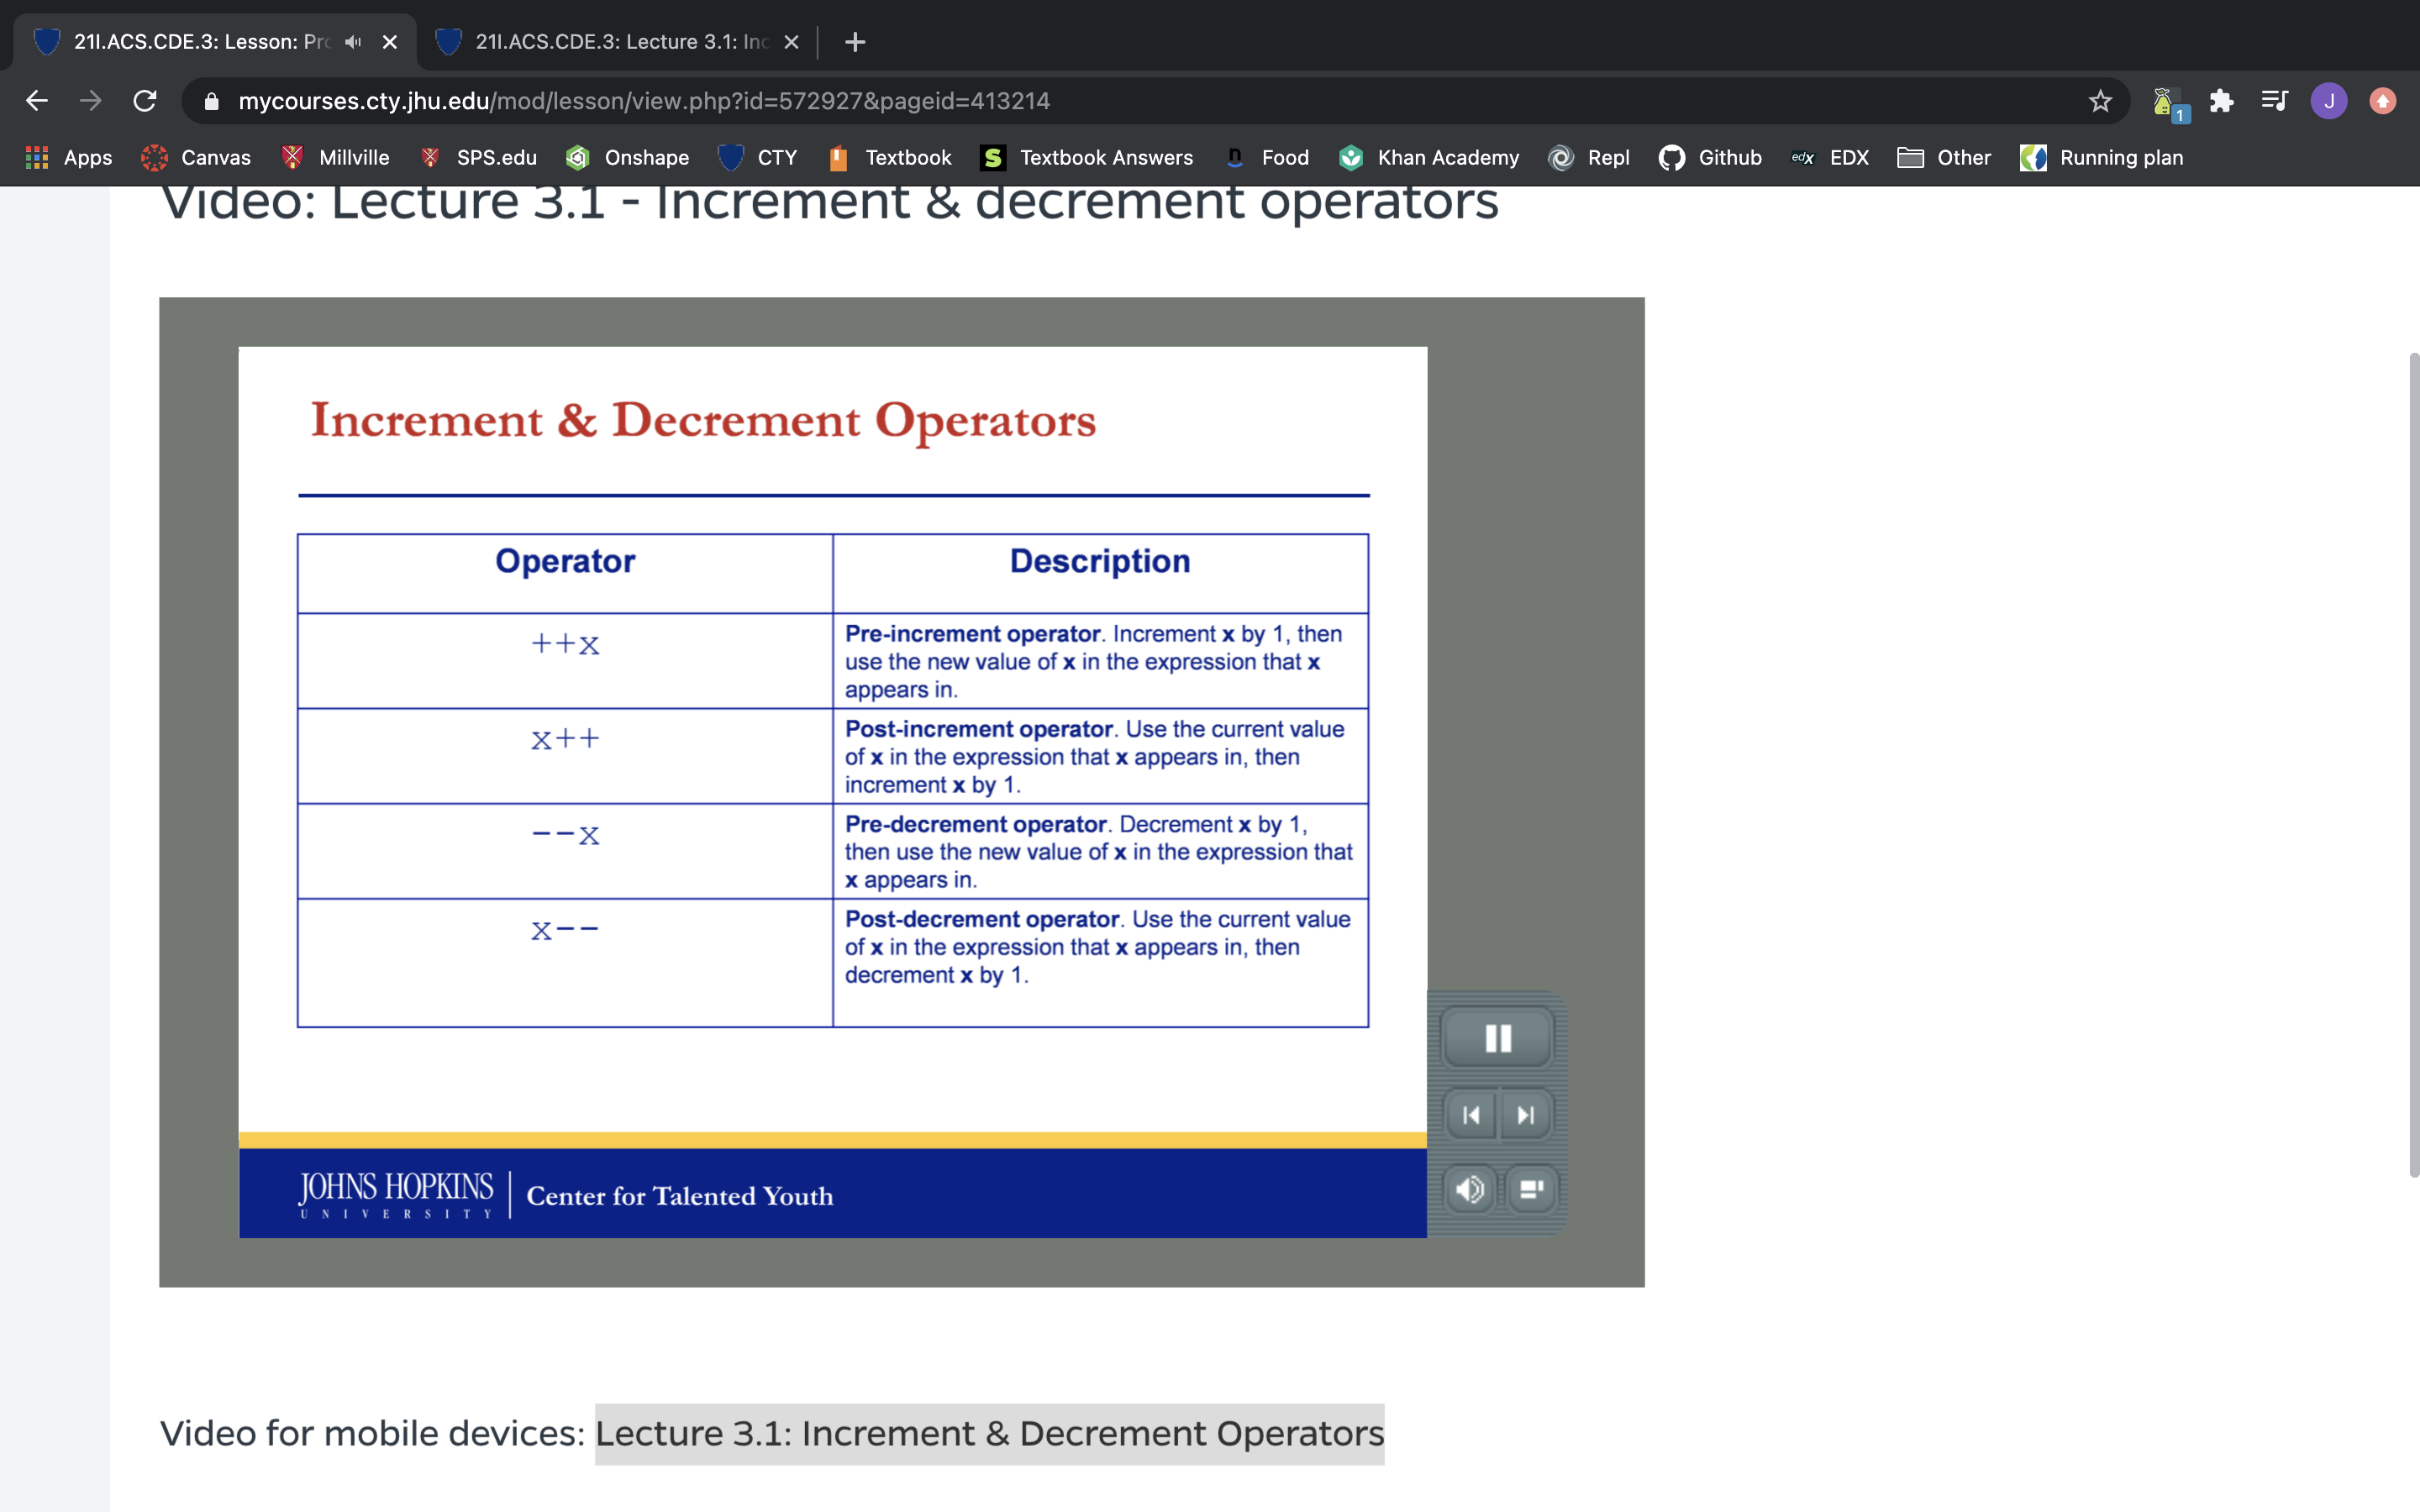 21I.ACS.CDE.3: Lesson: Pro
21I.ACS.CDE.3: Lecture 3.1: Inc
mycourses.cty.jhu.edu/mod/lesson/view.php?id=572927&pageid=413214
1
J
Apps Canvas Millville SPS.edu Onshape CTY Textbook S Textbook Answers n Food Khan Academy Repl Github edX EDX Other Running plan
Video: Lecture 3.1 - Increment & decrement operators
Increment & Decrement Operators
Operator Description
++x
Pre-increment operator. Increment x by 1, then
use the new value of x in the expression that x
appears in.
x++
Post-increment operator. Use the current value
of x in the expression that x appears in, then
increment x by 1.
--x
Pre-decrement operator. Decrement x by 1,
then use the new value of x in the expression that
x appears in.
x--
Post-decrement operator. Use the current value
of x in the expression that x appears in, then
decrement x by 1.
JOHNS HOPKINS
UNIVERSITY
Center for Talented Youth
Video for mobile devices: Lecture 3.1: Increment & Decrement Operators